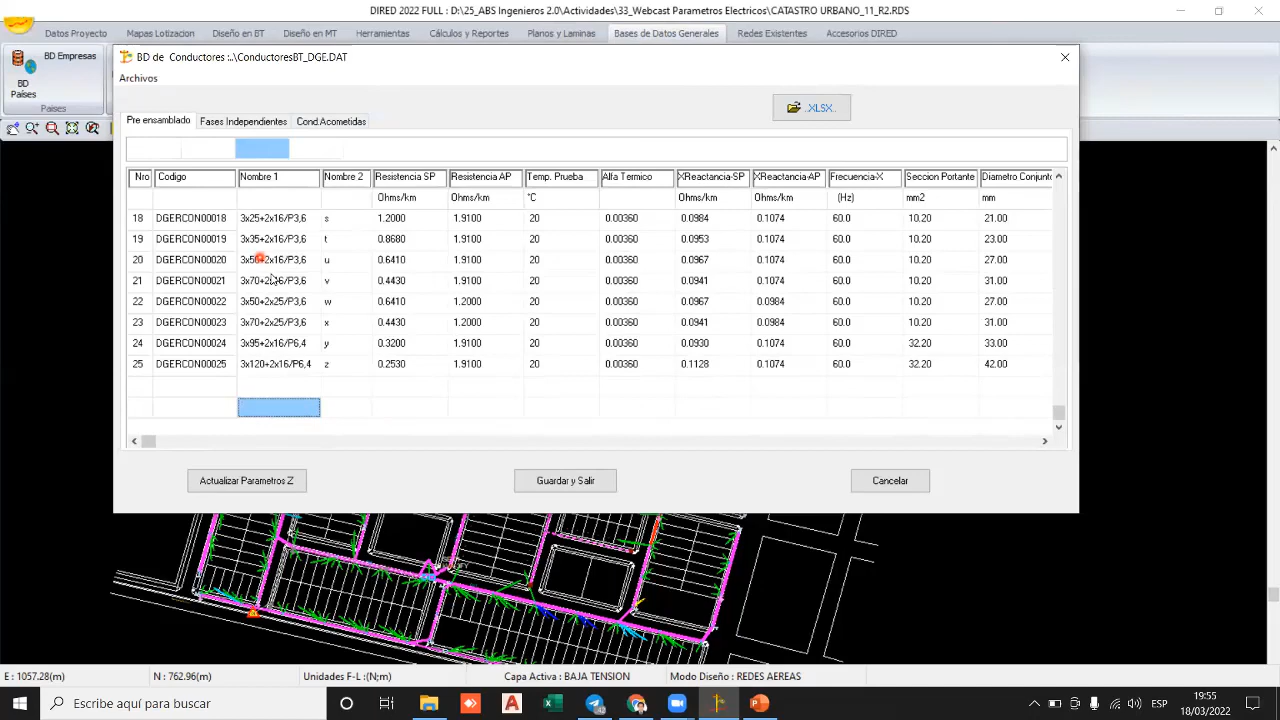 DIRED 2022 FULL : D:\25_ABS Ingenieros 2.0\Actividades\33_Webcast Parametros Electricos\CATASTRO URBANO_11_R2.RDS
Datos Proyecto Mapas Lotizacion Diseño en BT Diseño en MT Herramientas Cálculos y Reportes Planos y Laminas Bases de Datos Generales Redes Existentes Accesorios DIRED
BD Empresas
BD
Países
Paises
BD de Conductores :..\ConductoresBT_DGE.DAT
Archivos
..XLSX..
Pre ensamblado Fases Independientes Cond.Acometidas
Nro Codigo Nombre 1 Nombre 2 Resistencia SP Resistencia AP Temp. Prueba Alfa Termico XReactancia-SP XReactancia-AP Frecuencia-X Seccion Portante Diametro Conjunto
Ohms/km Ohms/km °C Ohms/km Ohms/km (Hz) mm2 mm
18 DGERCON00018 3x25+2x16/P3,6 s 1.2000 1.9100 20 0.00360 0.0984 0.1074 60.0 10.20 21.00
19 DGERCON00019 3x35+2x16/P3,6 t 0.8680 1.9100 20 0.00360 0.0953 0.1074 60.0 10.20 23.00
20 DGERCON00020 3x50+2x16/P3,6 u 0.6410 1.9100 20 0.00360 0.0967 0.1074 60.0 10.20 27.00
21 DGERCON00021 3x70+2x16/P3,6 v 0.4430 1.9100 20 0.00360 0.0941 0.1074 60.0 10.20 31.00
22 DGERCON00022 3x50+2x25/P3,6 w 0.6410 1.2000 20 0.00360 0.0967 0.0984 60.0 10.20 27.00
23 DGERCON00023 3x70+2x25/P3,6 x 0.4430 1.2000 20 0.00360 0.0941 0.0984 60.0 10.20 31.00
24 DGERCON00024 3x95+2x16/P6,4 y 0.3200 1.9100 20 0.00360 0.0930 0.1074 60.0 32.20 33.00
25 DGERCON00025 3x120+2x16/P6,4 z 0.2530 1.9100 20 0.00360 0.1128 0.1074 60.0 32.20 42.00
Actualizar Parametros Z Guardar y Salir Cancelar
E : 1057.28(m) N : 762.96(m) Unidades F-L :(N;m) Capa Activa : BAJA TENSION Modo Diseño : REDES AEREAS
Escribe aquí para buscar
ESP
19:55
18/03/2022